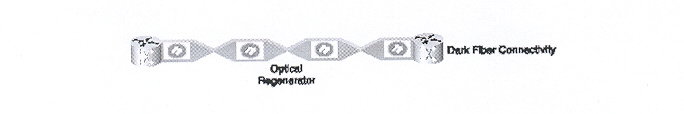 Dark Fiber Connectivity
Optical
Regenerator